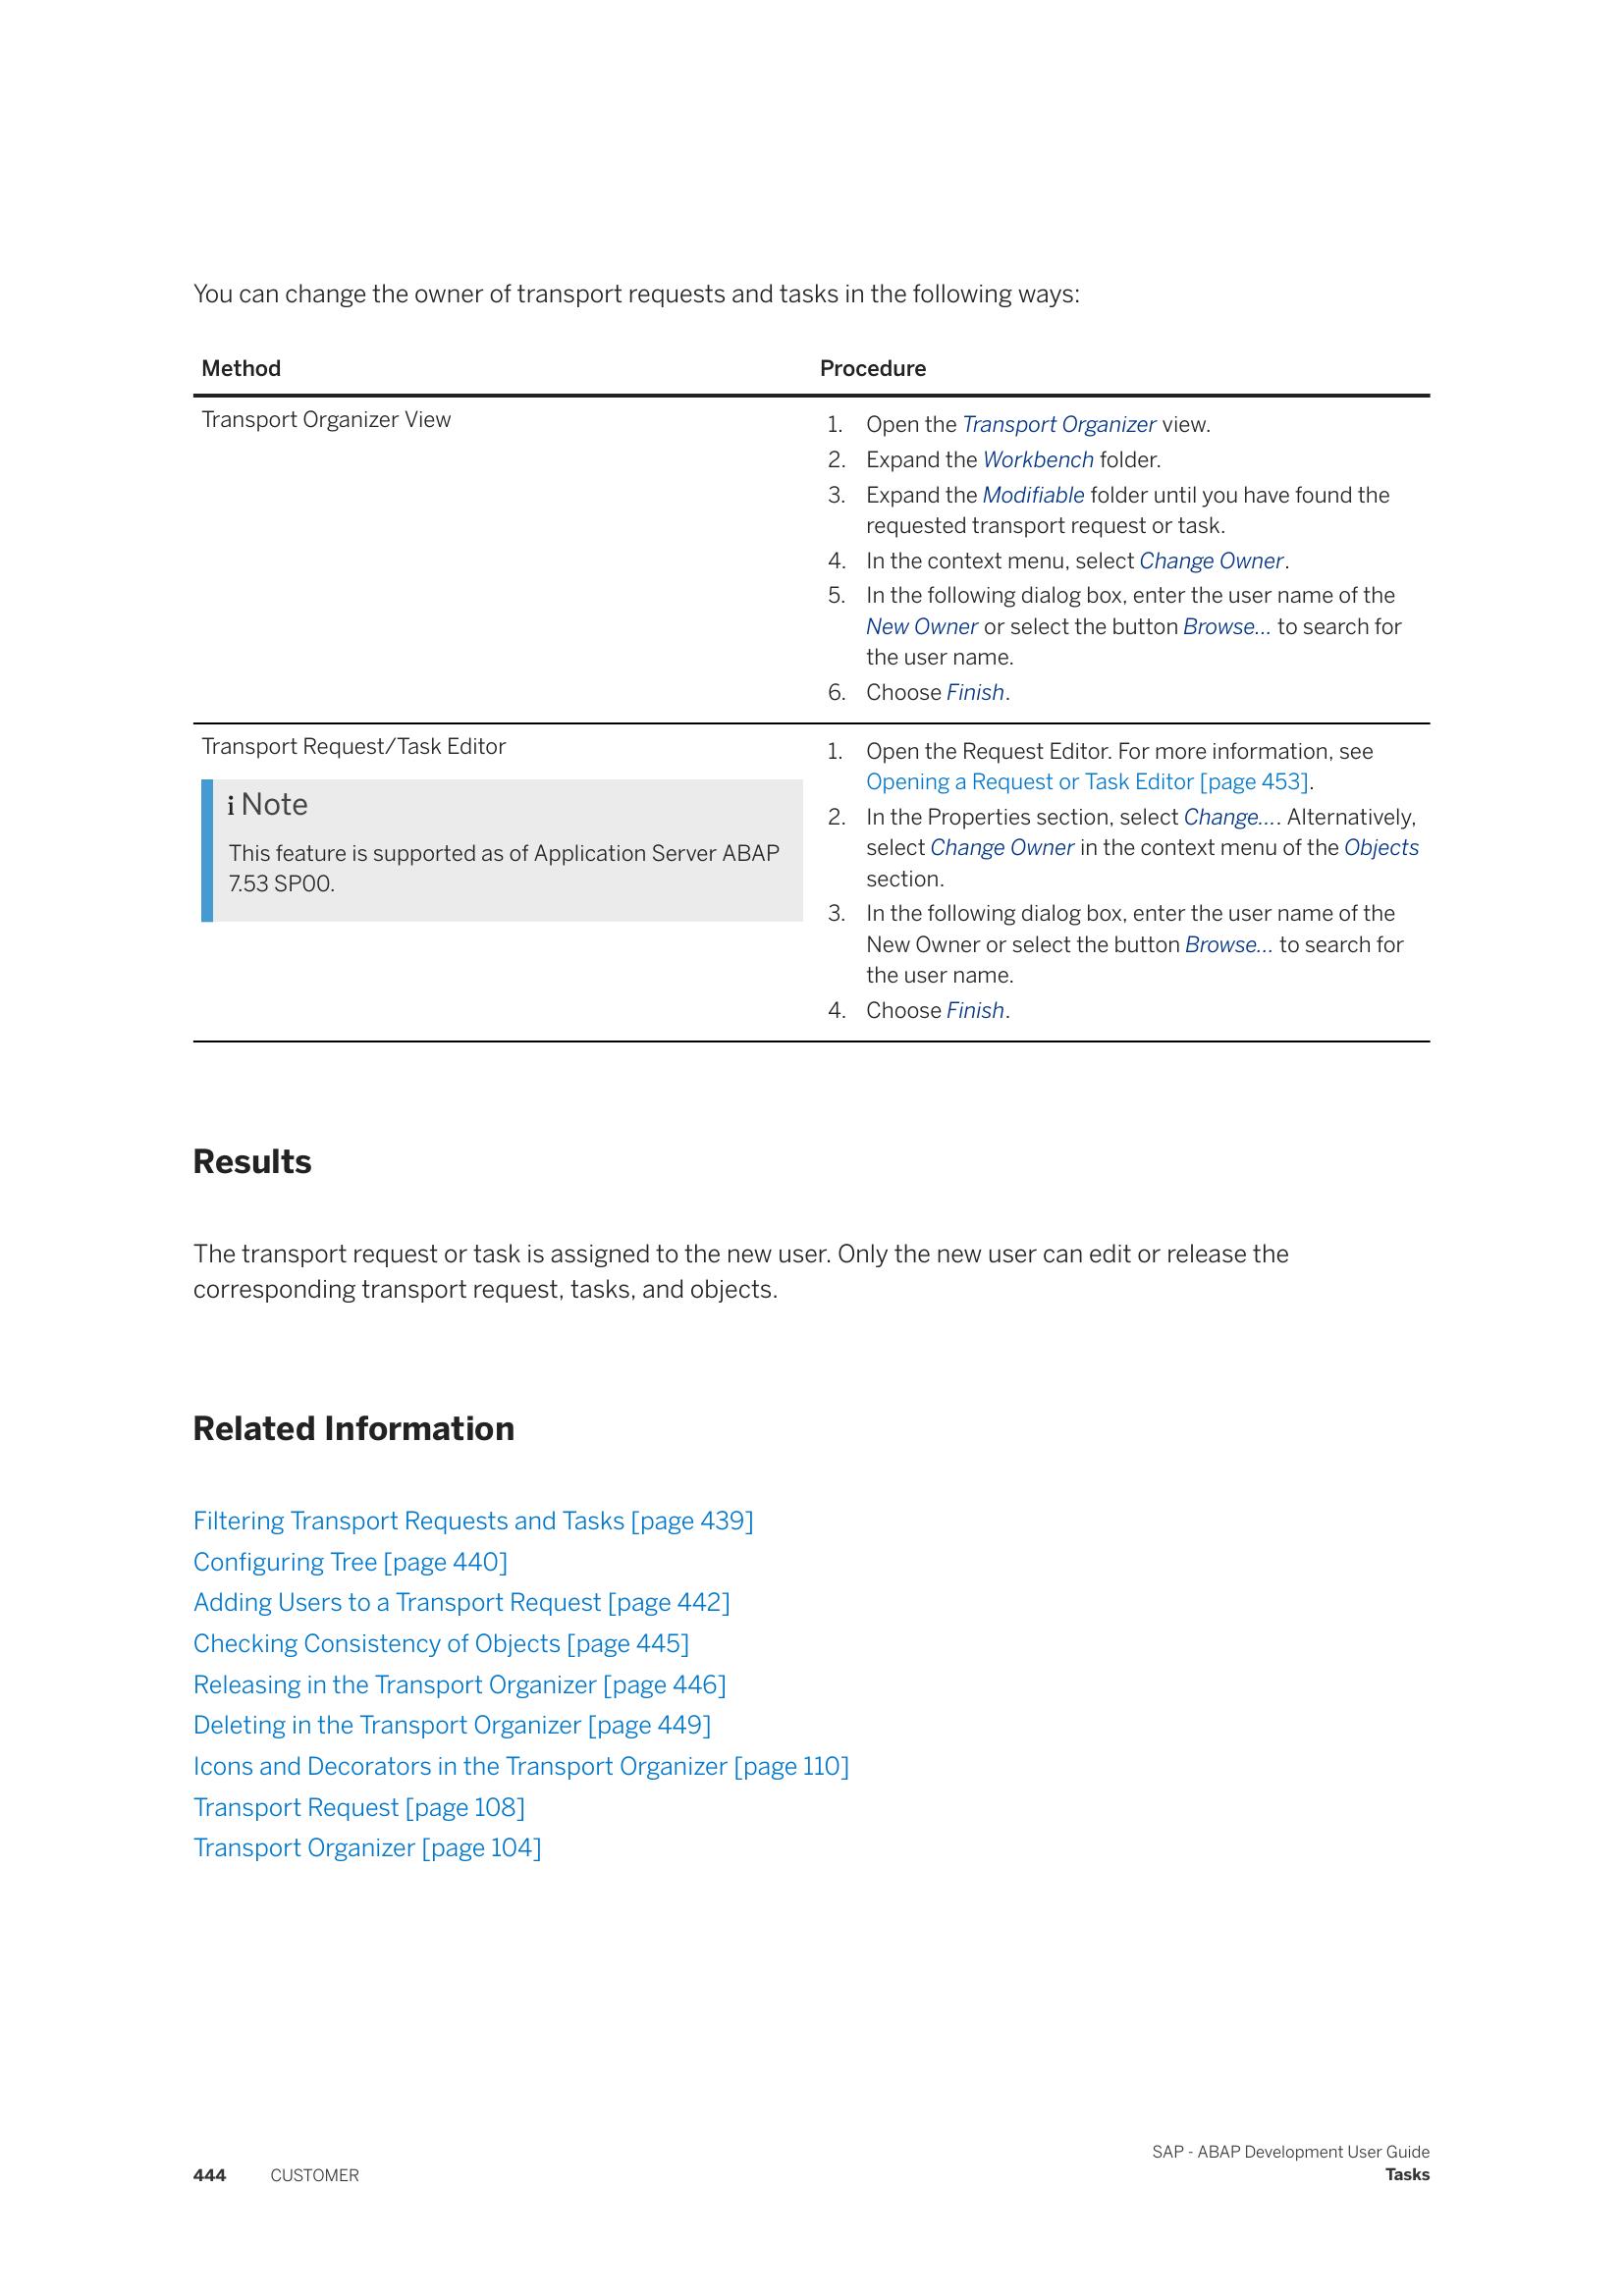 You can change the owner of transport requests and tasks in the following ways:
Method
Procedure
Transport Organizer View
1. Open the Transport Organizer view.
2. Expand the Workbench folder.
3. Expand the Modifiable folder until you have found the
requested transport request or task.
4. In the context menu, select Change Owner.
5. In the following dialog box, enter the user name of the
New Owner or select the button Browse... to search for
the user name.
6. Choose Finish.
Transport Request/Task Editor
i Note
This feature is supported as of Application Server ABAP
7.53 SP00.
1. Open the Request Editor. For more information, see
Opening a Request or Task Editor [page 453].
2. In the Properties section, select Change.... Alternatively,
select Change Owner in the context menu of the Objects
section.
3. In the following dialog box, enter the user name of the
New Owner or select the button Browse... to search for
the user name.
4. Choose Finish.
Results
The transport request or task is assigned to the new user. Only the new user can edit or release the
corresponding transport request, tasks, and objects.
Related Information
Filtering Transport Requests and Tasks [page 439]
Configuring Tree [page 440]
Adding Users to a Transport Request [page 442]
Checking Consistency of Objects [page 445]
Releasing in the Transport Organizer [page 446]
Deleting in the Transport Organizer [page 449]
Icons and Decorators in the Transport Organizer [page 110]
Transport Request [page 108]
Transport Organizer [page 104]
444 CUSTOMER
SAP - ABAP Development User Guide
Tasks